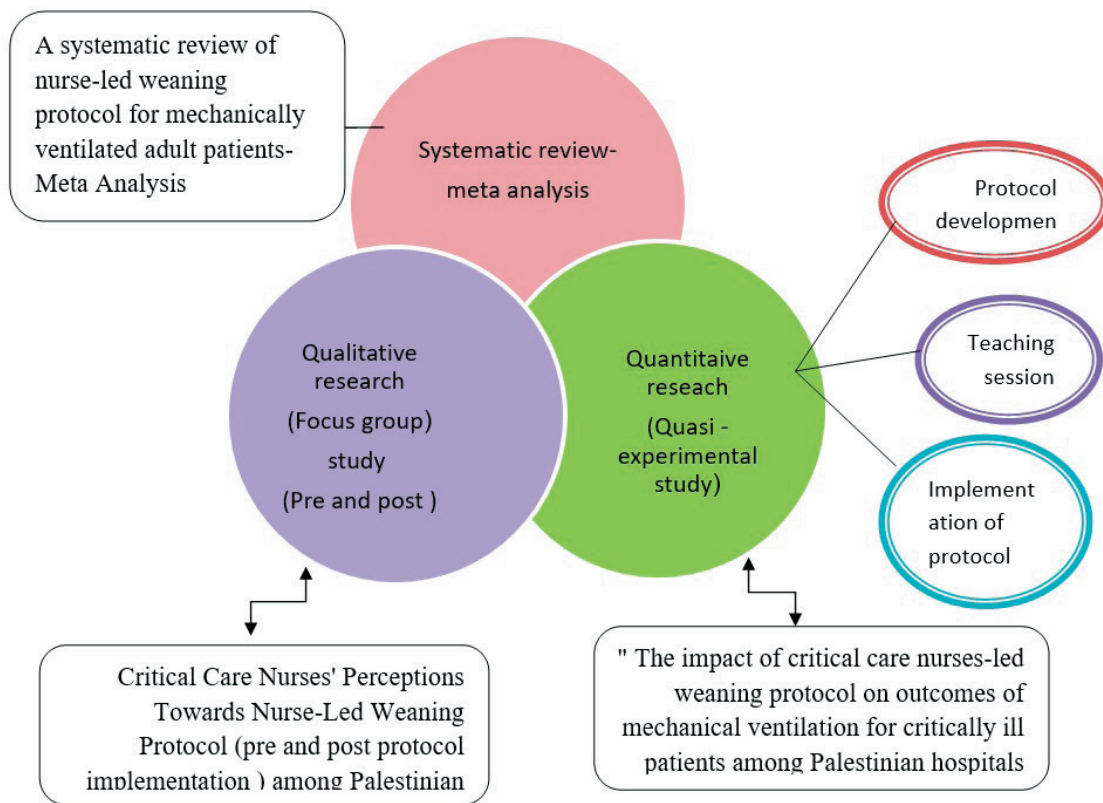 A systematic review of
nurse-led weaning
protocol for mechanically
ventilated adult patients-
Meta Analysis
Systematic review-
meta analysis
Protocol
developmen
Teaching
session
Implement
ation of
protocol
Qualitative
research
(Focus group)
study
(Pre and post )
Quantitaive
reseach
(Quasi -
experimental
study)
Critical Care Nurses' Perceptions
Towards Nurse-Led Weaning
Protocol (pre and post protocol
implementation ) among Palestinian
" The impact of critical care nurses-led
weaning protocol on outcomes of
mechanical ventilation for critically ill
patients among Palestinian hospitals